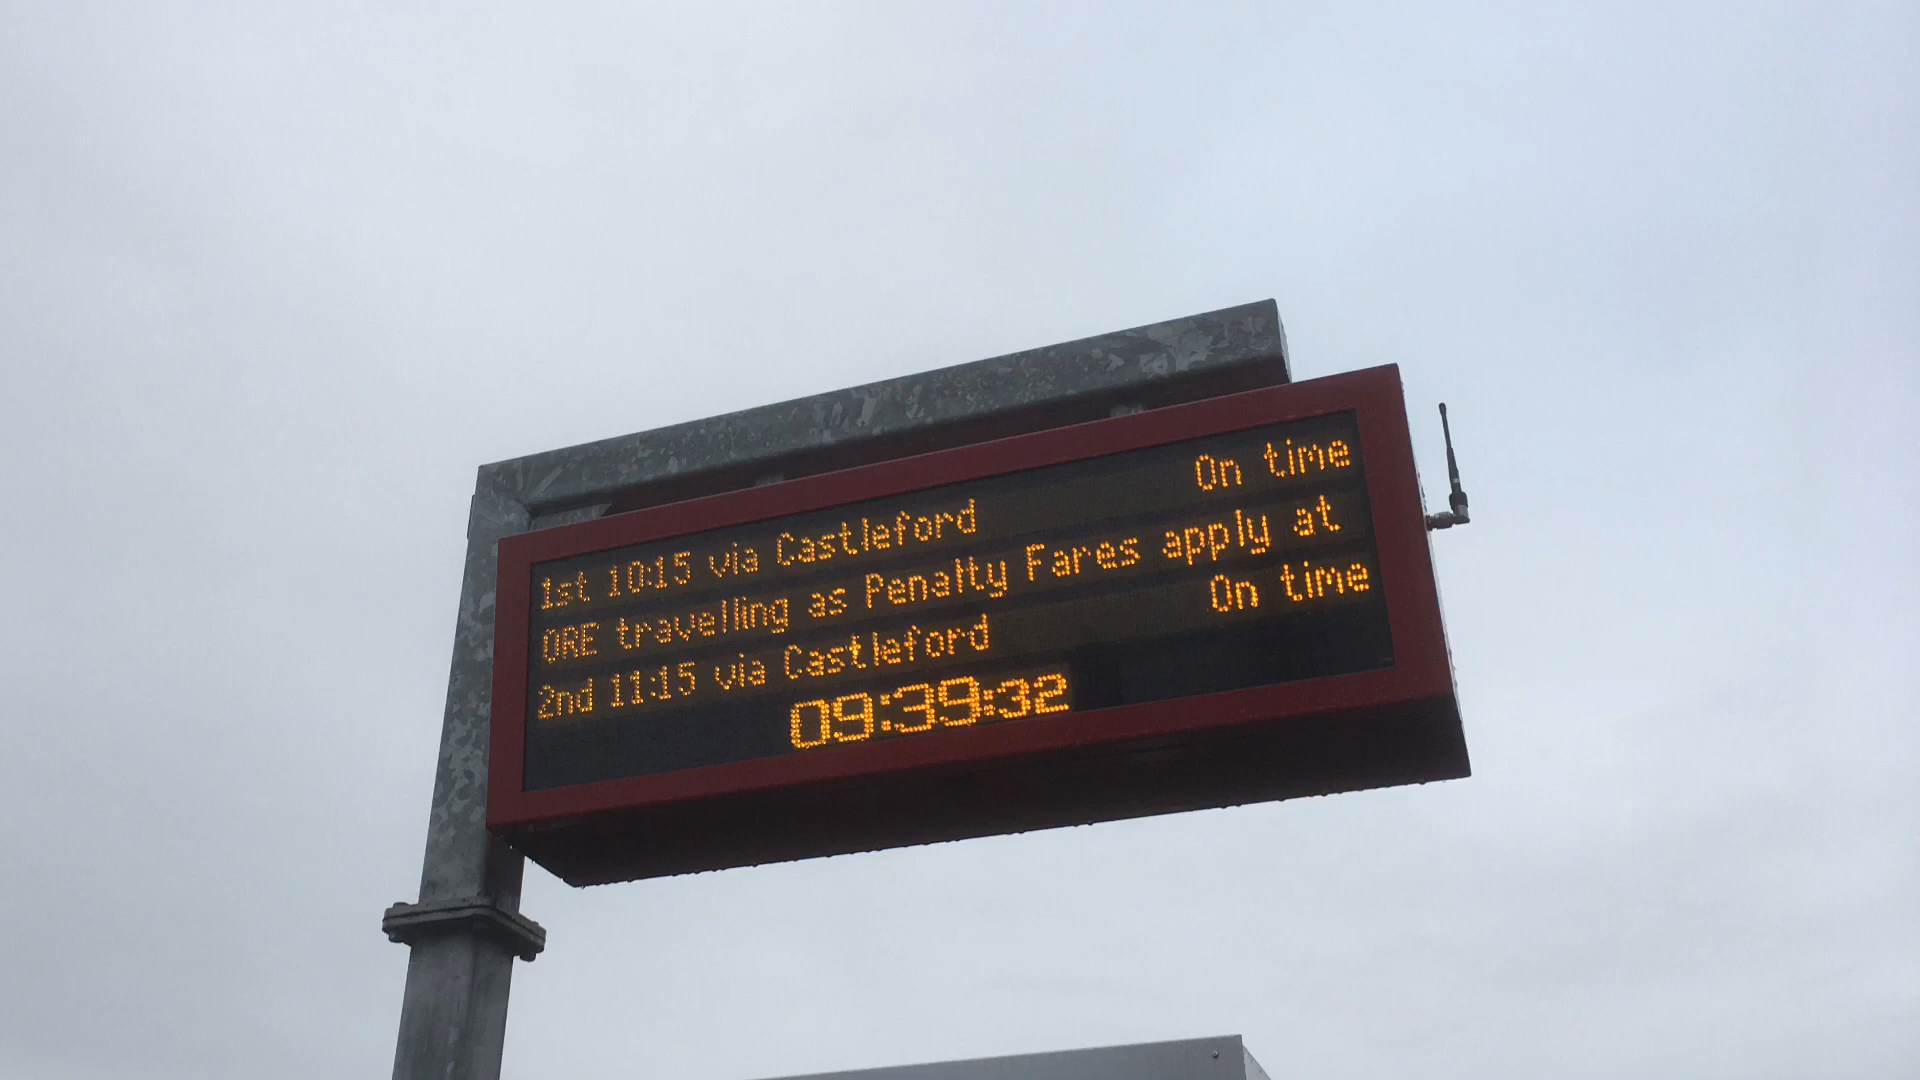 1st 10:15 via Castleford On time
ORE travelling as Penalty Fares apply at
2nd 11:15 via Castleford On time
09:39:32